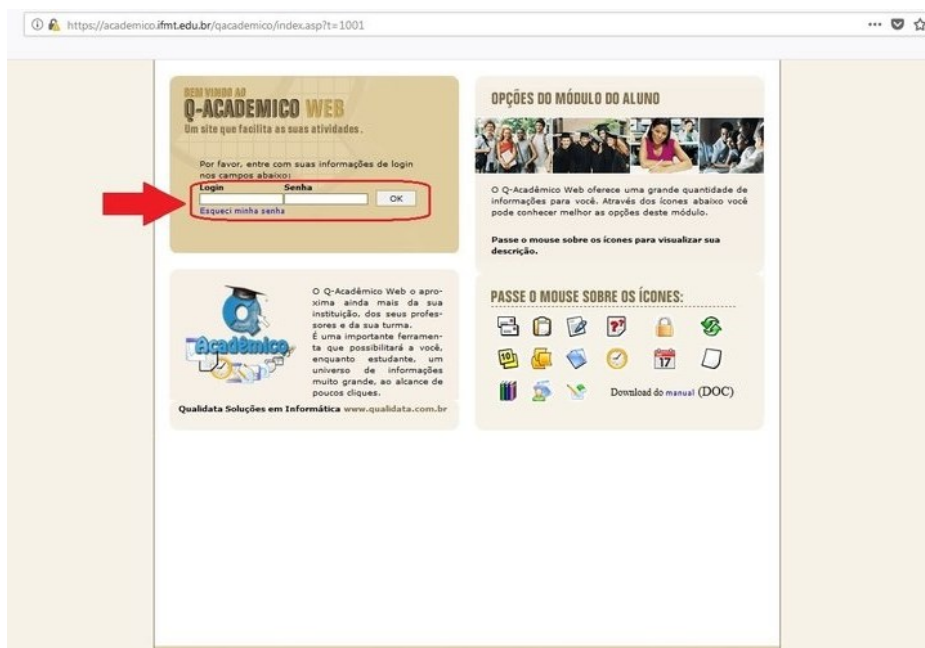 https://academico.ifmt.edu.br/qacademico/index.asp?t=1001
BEM VINDO AO
Q-ACADEMICO WEB
Um site que facilita as suas atividades.
Por favor, entre com suas informações de login
nos campos abaixo:
Login Senha
OK
Esqueci minha senha
OPÇÕES DO MÓDULO DO ALUNO
O Q-Acadêmico Web oferece uma grande quantidade de
informações para você. Através dos ícones abaixo você
pode conhecer melhor as opções deste módulo.
Passe o mouse sobre os ícones para visualizar sua
descrição.
Acadêmico
O Q-Acadêmico Web o apro-
xima ainda mais da sua
instituição, dos seus profes-
sores e da sua turma.
É uma importante ferramen-
ta que possibilitará a você,
enquanto estudante, um
universo de informações
muito grande, ao alcance de
poucos cliques.
Qualidata Soluções em Informática www.qualidata.com.br
PASSE O MOUSE SOBRE OS ÍCONES:
??
10
17
Download do manual (DOC)